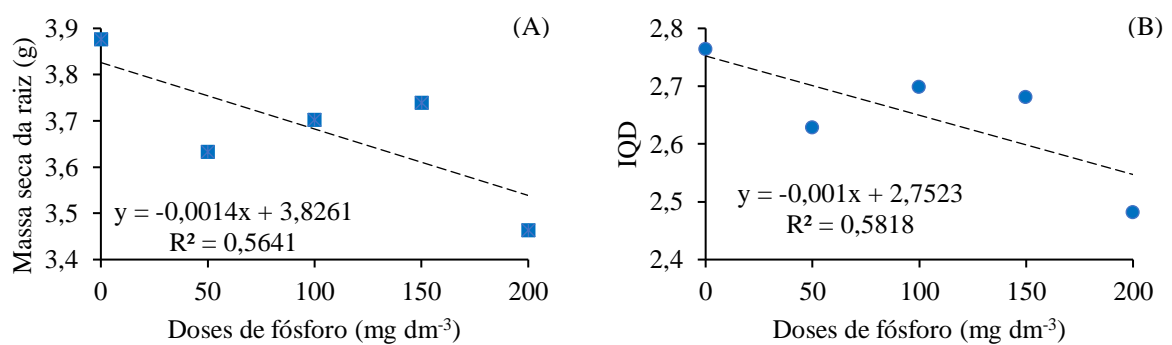 (A)
Massa seca da raiz (g)
3,9
3,8
3,7
3,6
3,5
3,4
y = -0,0014x + 3,8261
R² = 0,5641
0 50 100 150 200
Doses de fósforo (mg dm-3)
(B)
IQD
2,8
2,7
2,6
2,5
2,4
y = -0,001x + 2,7523
R² = 0,5818
0 50 100 150 200
Doses de fósforo (mg dm-3)